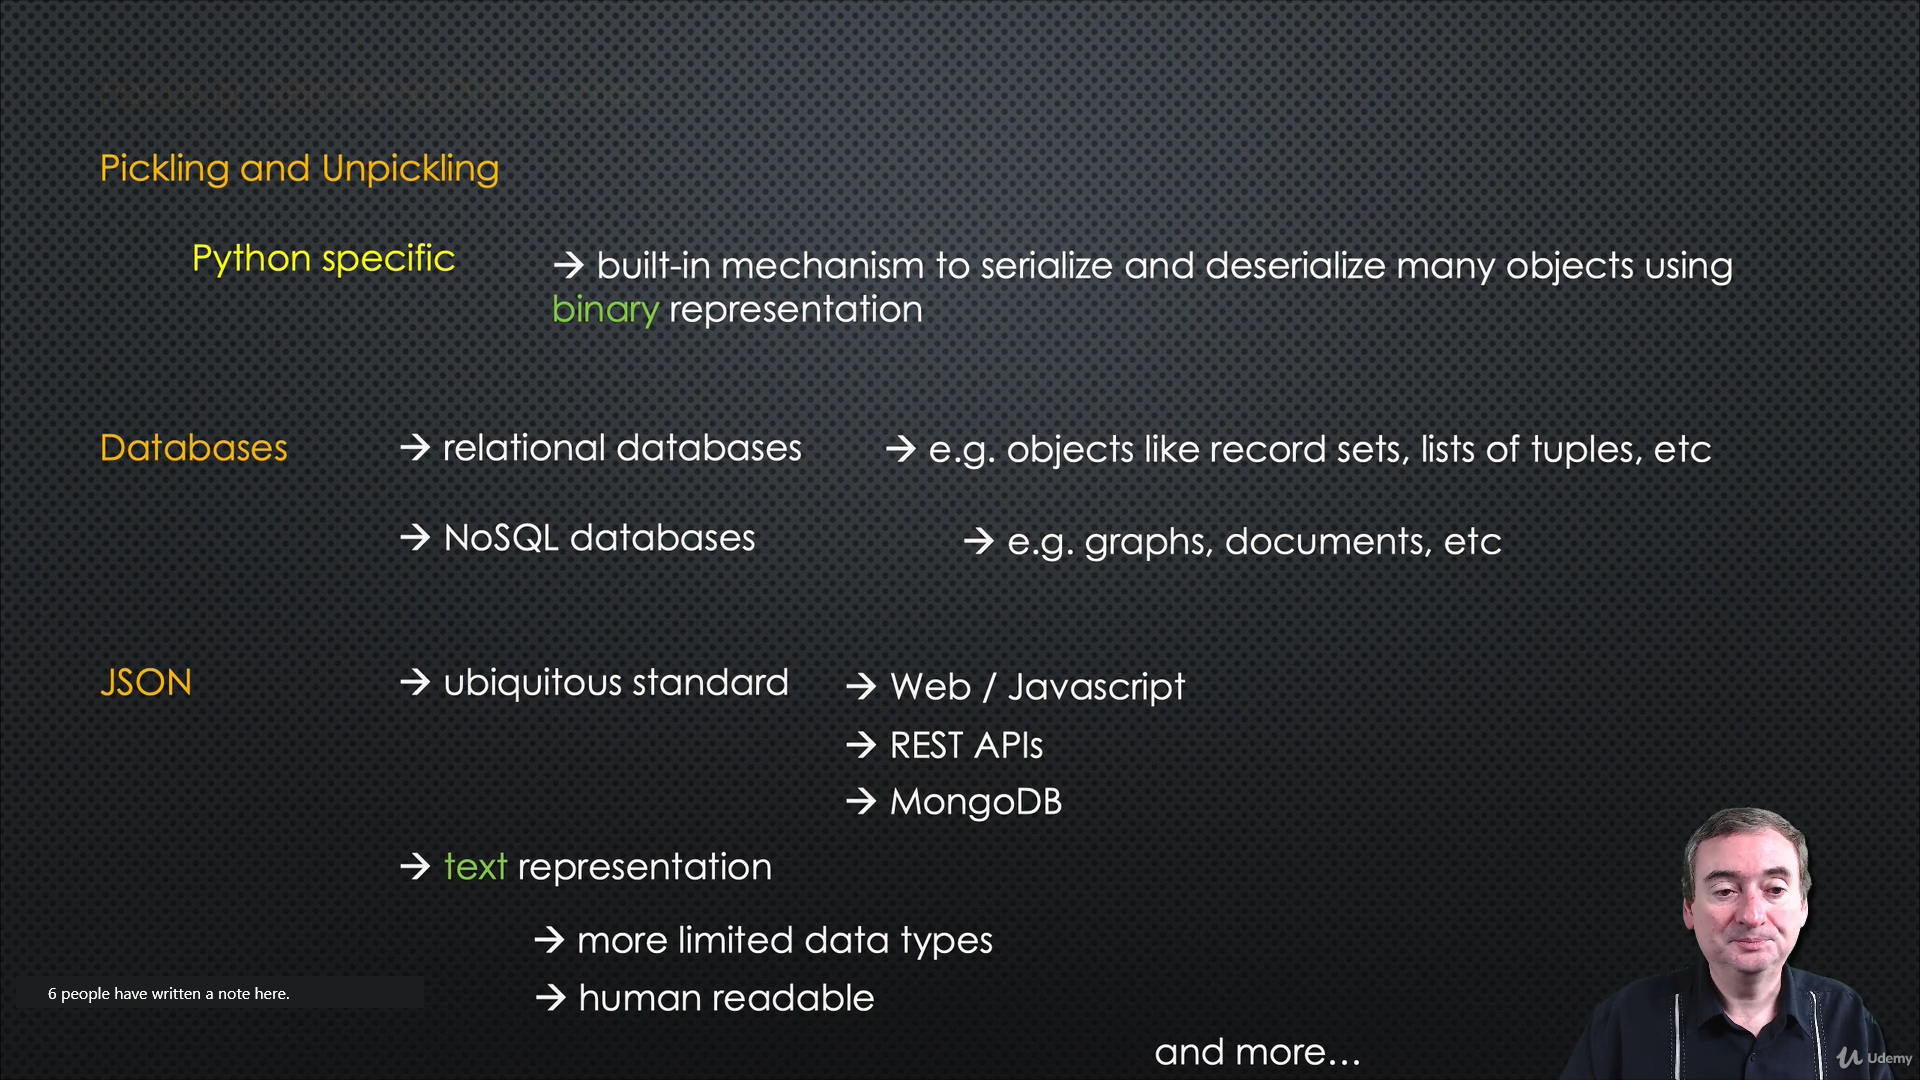 Pickling and Unpickling
Python specific
→ built-in mechanism to serialize and deserialize many objects using
binary representation
Databases
→ relational databases
→ e.g. objects like record sets, lists of tuples, etc
→ NoSQL databases
→ e.g. graphs, documents, etc
JSON
→ ubiquitous standard
→ Web / Javascript
→ REST APIs
→ MongoDB
→ text representation
→ more limited data types
→ human readable
6 people have written a note here.
and more...
Udemy